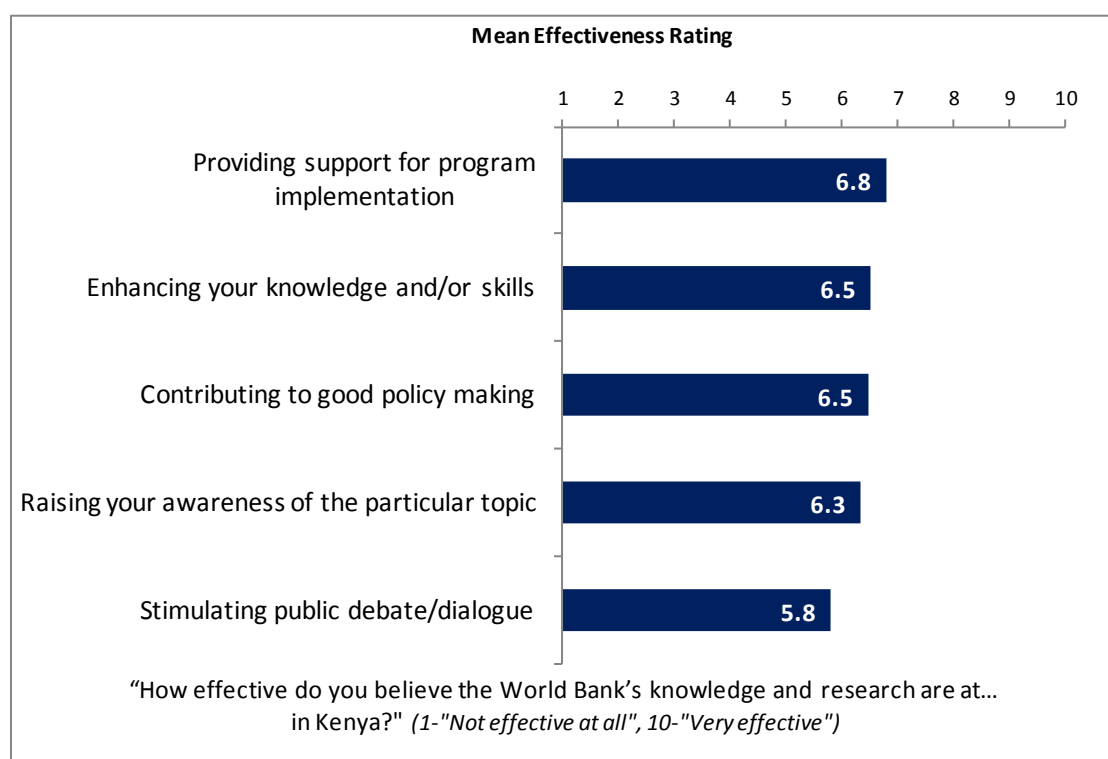 Mean Effectiveness Rating
1 2 3 4 5 6 7 8 9 10
Providing support for program
implementation
6.8
Enhancing your knowledge and/or skills
6.5
Contributing to good policy making
6.5
Raising your awareness of the particular topic
6.3
Stimulating public debate/dialogue
5.8
“How effective do you believe the World Bank’s knowledge and research are at…
in Kenya?" (1-"Not effective at all", 10-"Very effective")